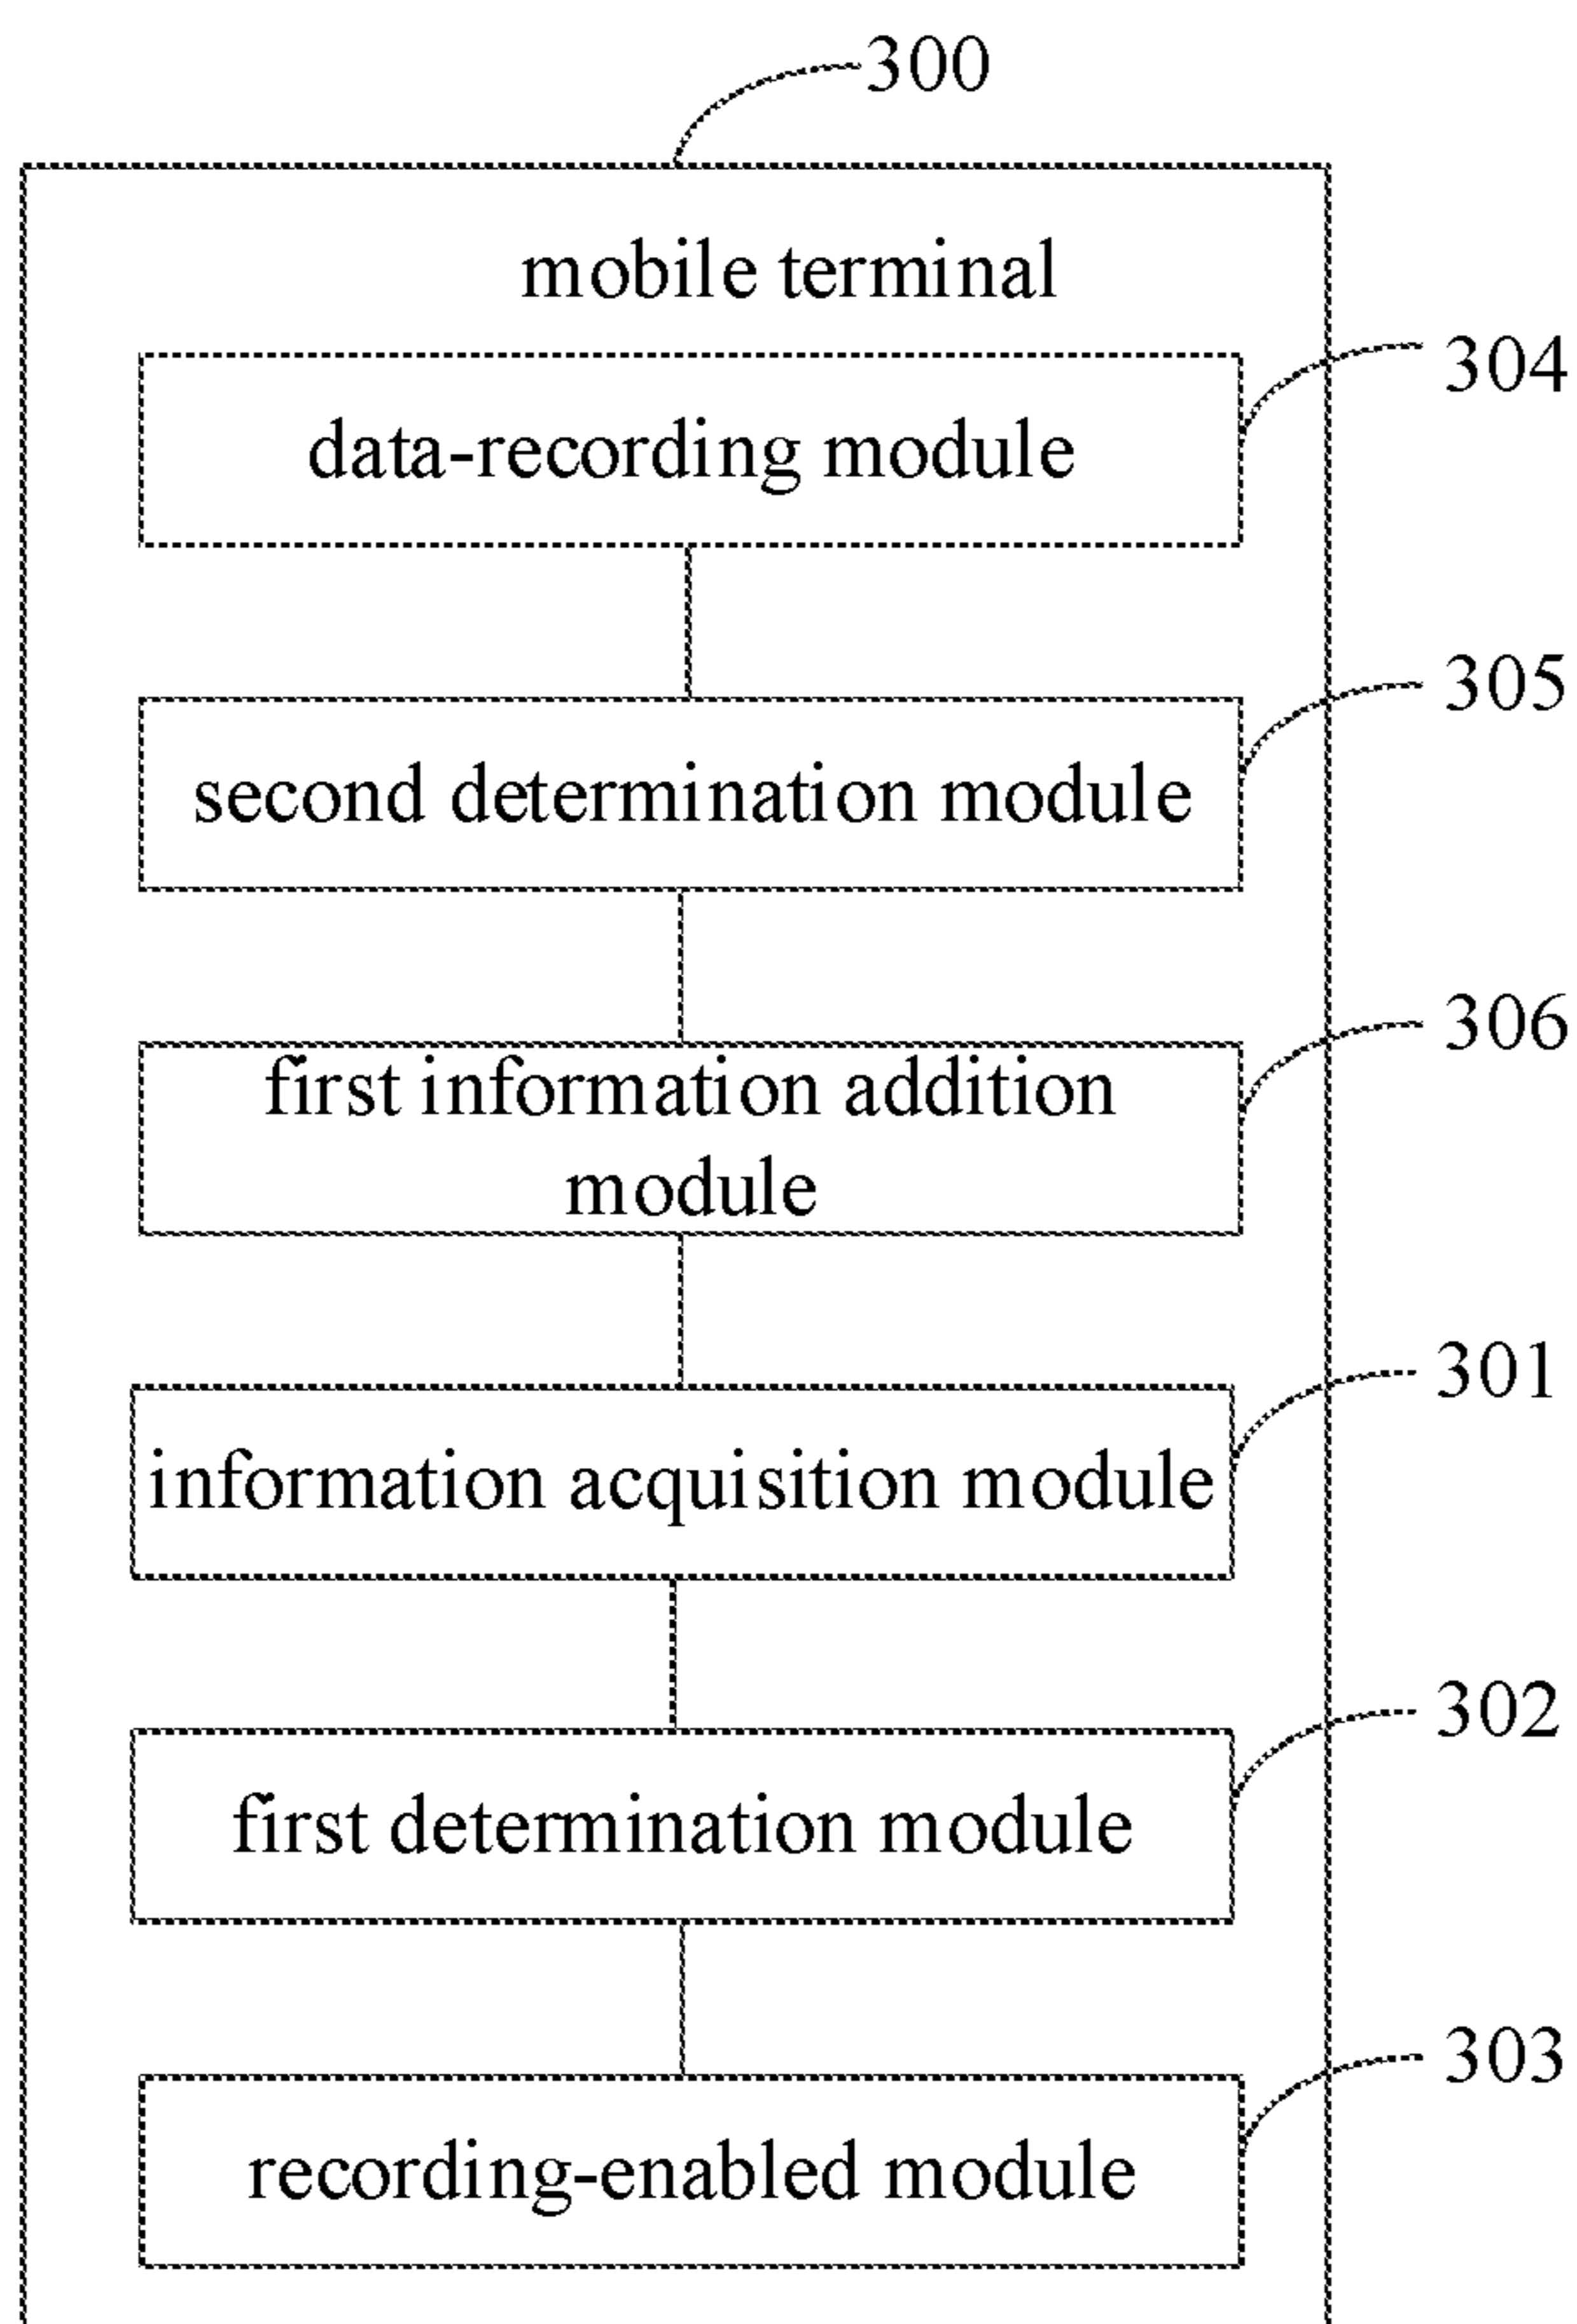 300
mobile terminal
304
data-recording module
305
second determination module
306
first information addition
module
301
information acquisition module
302
first determination module
303
recording-enabled module